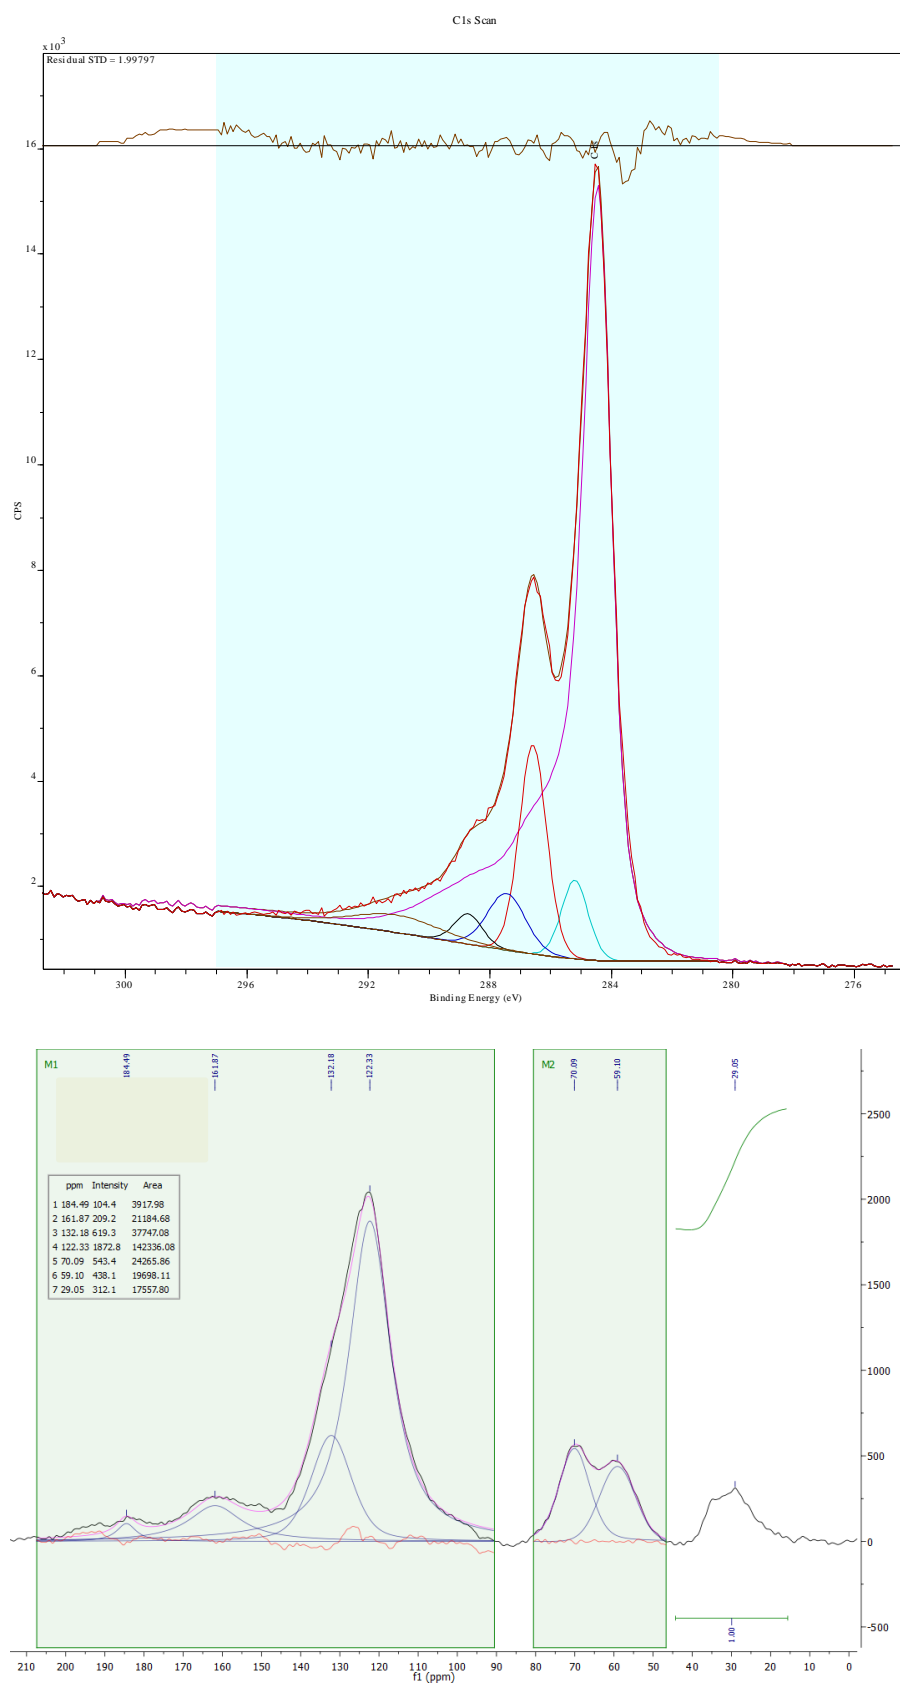 C1s Scan
x 10³
Residual STD = 1.99797
C 1s
16
14
12
10
8
6
4
2
CPS
300
296
292
288
284
280
276
Binding Energy (eV)
M1
184.49
161.87
132.18
122.33
M2
70.09
59.10
29.05
ppm Intensity Area
1 184.49 104.4 3917.98
2 161.87 209.2 21184.68
3 132.18 619.3 37747.08
4 122.33 1872.8 142336.08
5 70.09 543.4 24265.86
6 59.10 438.1 19698.11
7 29.05 312.1 17557.80
2500
2000
1500
1000
500
0
-500
1.00
210 200 190 180 170 160 150 140 130 120 110 100 90 80 70 60 50 40 30 20 10 0
f1 (ppm)